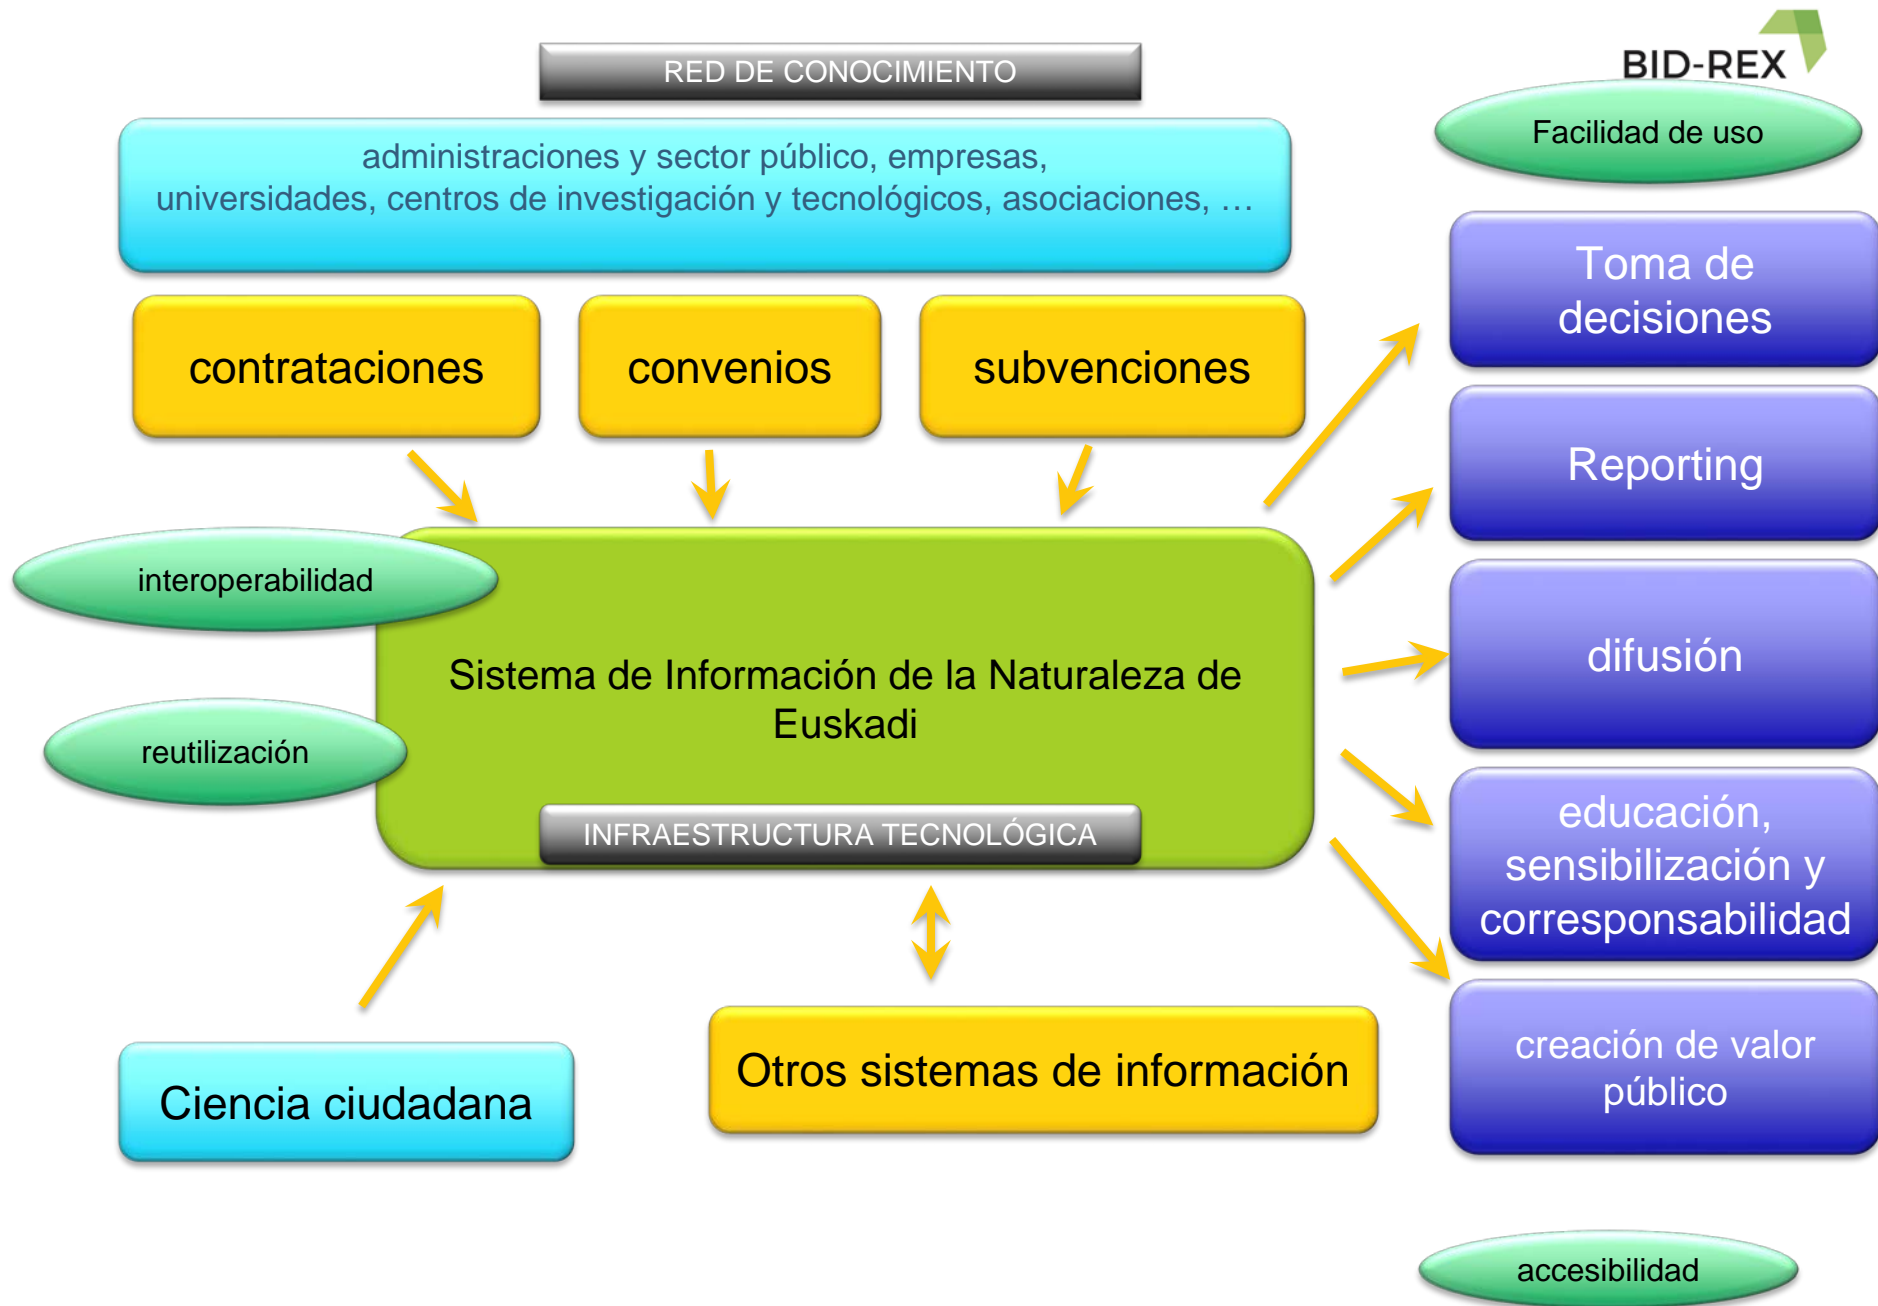 BID-REX
RED DE CONOCIMIENTO
administraciones y sector público, empresas,
universidades, centros de investigación y tecnológicos, asociaciones, …
Facilidad de uso
contrataciones
convenios
subvenciones
Toma de
decisiones
Reporting
interoperabilidad
Sistema de Información de la Naturaleza de
Euskadi
difusión
reutilización
INFRAESTRUCTURA TECNOLÓGICA
educación,
sensibilización y
corresponsabilidad
Ciencia ciudadana
Otros sistemas de información
creación de valor
público
accesibilidad